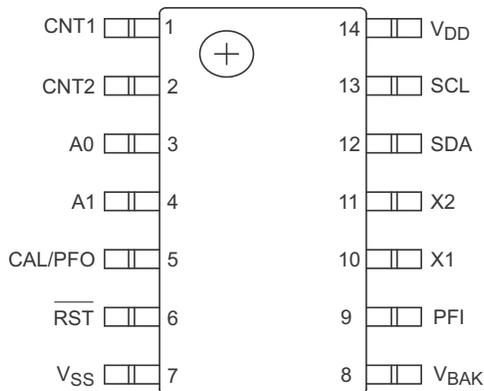 CNT1 1 14 VDD
CNT2 2 13 SCL
A0 3 12 SDA
A1 4 11 X2
CAL/PFO 5 10 X1
RST 6 9 PFI
VSS 7 8 VBAK